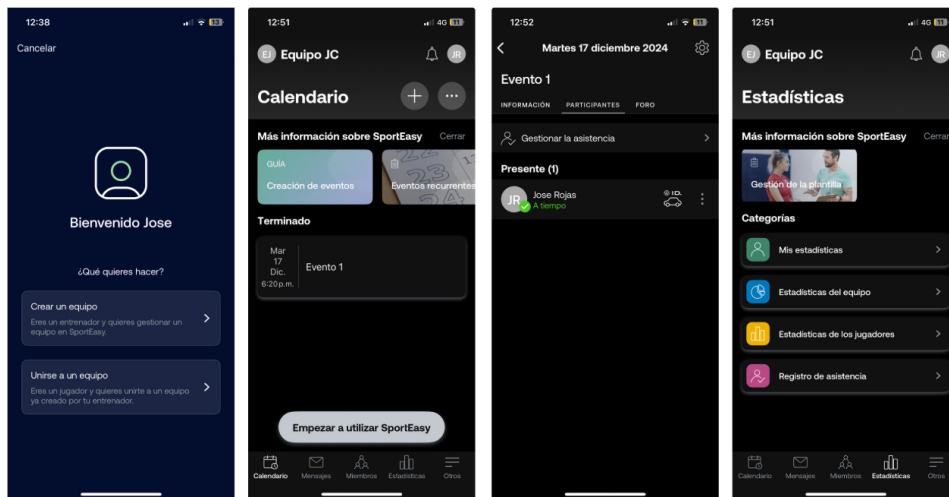 12:38
Cancelar
Bienvenido Jose
¿Qué quieres hacer?
Crear un equipo
Eres un entrenador y quieres gestionar un
equipo en SportEasy.
Unirse a un equipo
Eres un jugador y quieres unirte a un equipo
ya creado por tu entrenador.
12:51
4G
EJ Equipo JC
JR
Calendario
Más información sobre SportEasy Cerrar
GUÍA
Creación de eventos
Eventos recurrentes
Terminado
Mar
17
Dic.
6:20 p.m.
Evento 1
Empezar a utilizar SportEasy
Calendario Mensajes Miembros Estadísticas Otros
12:52
Martes 17 diciembre 2024
Evento 1
INFORMACIÓN PARTICIPANTES FORO
Gestionar la asistencia
Presente (1)
JR Jose Rojas
A tiempo
12:51
4G
EJ Equipo JC
JR
Estadísticas
Más información sobre SportEasy Cerrar
Gestión de la plantilla
Categorías
Mis estadísticas
Estadísticas del equipo
Estadísticas de los jugadores
Registro de asistencia
Calendario Mensajes Miembros Estadísticas Otros